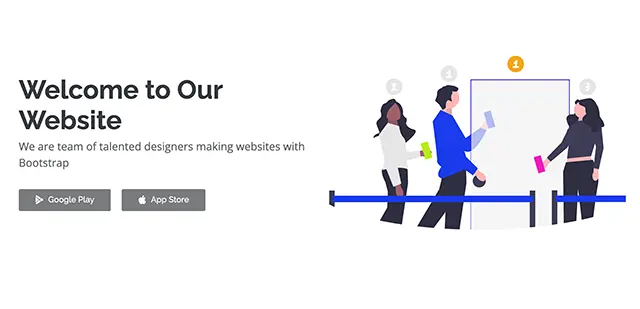 Welcome to Our
Website
We are team of talented designers making websites with
Bootstrap
Google Play
App Store